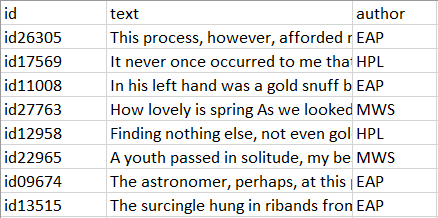 id text author
id26305 This process, however, afforded r EAP
id17569 It never once occurred to me that HPL
id11008 In his left hand was a gold snuff b EAP
id27763 How lovely is spring As we looked MWS
id12958 Finding nothing else, not even gol HPL
id22965 A youth passed in solitude, my be MWS
id09674 The astronomer, perhaps, at this p EAP
id13515 The surcingle hung in ribands from EAP